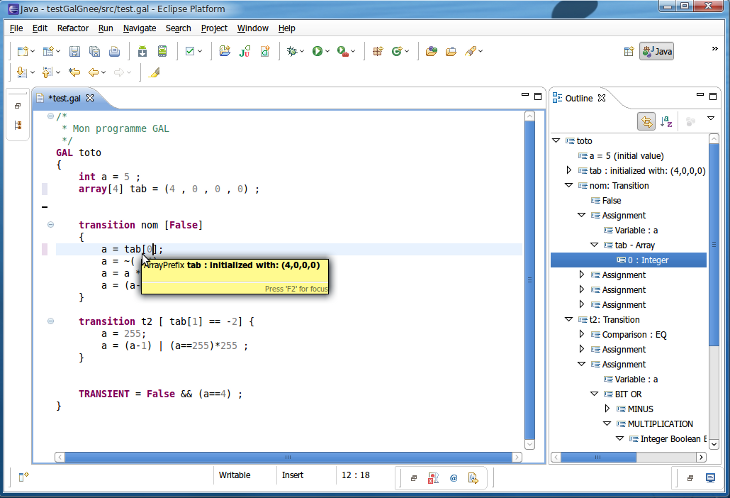 Java - testGalGnee/src/test.gal - Eclipse Platform
File Edit Refactor Run Navigate Search Project Window Help
Java
*test.gal
/*
* Mon programme GAL
*/
GAL toto
{
int a = 5 ;
array[4] tab = (4 , 0 , 0 , 0) ;
transition nom [False]
{
a = tab[0];
a = ~(
a = a *
a = (a-
}
ArrayPrefix tab : initialized with: (4,0,0,0)
Press 'F2' for focus
transition t2 [ tab[1] == -2] {
a = 255;
a = (a-1) | (a==255)*255 ;
}
TRANSIENT = False && (a==4) ;
}
Outline
toto
a = 5 (initial value)
tab : initialized with: (4,0,0,0)
nom: Transition
False
Assignment
Variable : a
tab - Array
0 : Integer
Assignment
Assignment
Assignment
t2: Transition
Comparison : EQ
Assignment
Assignment
Variable : a
BIT OR
MINUS
MULTIPLICATION
Integer Boolean E
Writable
Insert
12 : 18